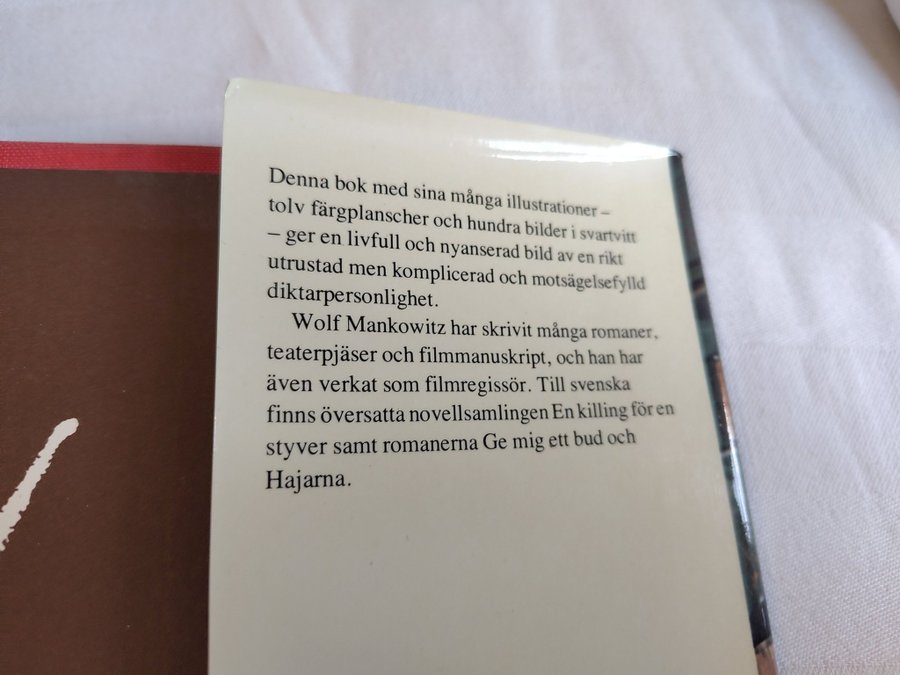 Denna bok med sina många illustrationer –
tolv färgplanscher och hundra bilder i svartvitt
– ger en livfull och nyanserad bild av en rikt
utrustad men komplicerad och motsägelsefylld
diktarpersonlighet.
Wolf Mankowitz har skrivit många romaner,
teaterpjäser och filmmanuskript, och han har
även verkat som filmregissör. Till svenska
finns översatta novellsamlingen En killing för en
styver samt romanerna Ge mig ett bud och
Hajarna.